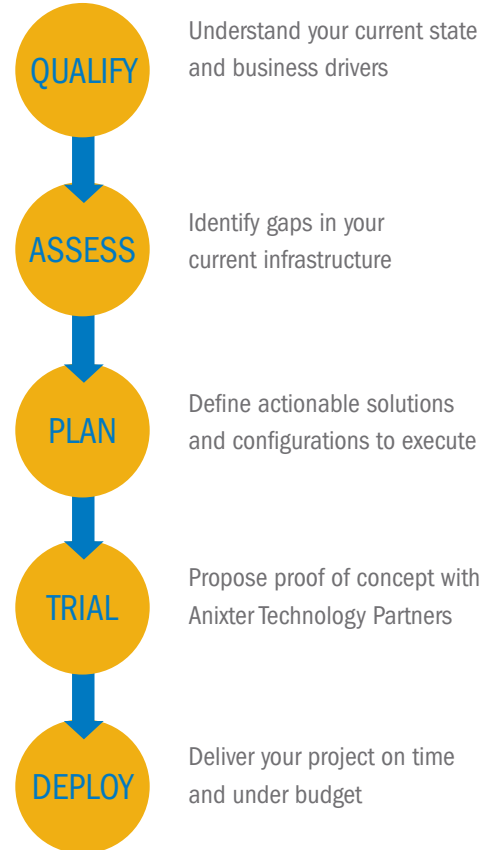 QUALIFY
Understand your current state
and business drivers
ASSESS
Identify gaps in your
current infrastructure
PLAN
Define actionable solutions
and configurations to execute
TRIAL
Propose proof of concept with
Anixter Technology Partners
DEPLOY
Deliver your project on time
and under budget